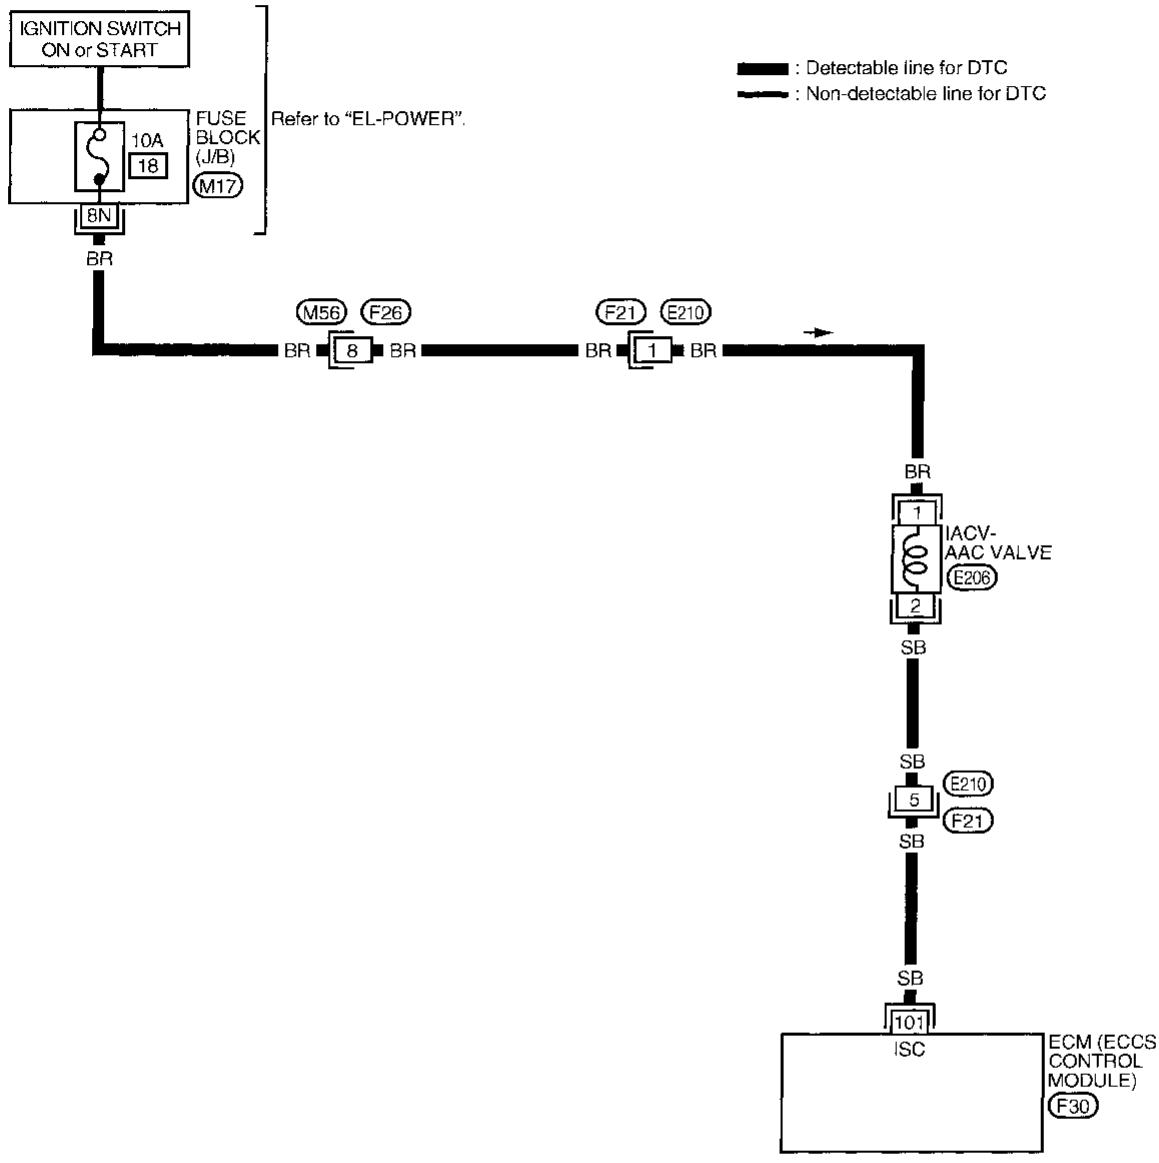 IGNITION SWITCH
ON or START
: Detectable line for DTC
: Non-detectable line for DTC
FUSE
BLOCK
(J/B)
M17
10A
18
Refer to "EL-POWER".
8N
BR
M56
F26
F21
E210
BR
8
BR
BR
1
BR
BR
1
IACV-
AAC VALVE
E206
2
SB
SB
E210
5
F21
SB
SB
101
ISC
ECM (ECCS
CONTROL
MODULE)
F30